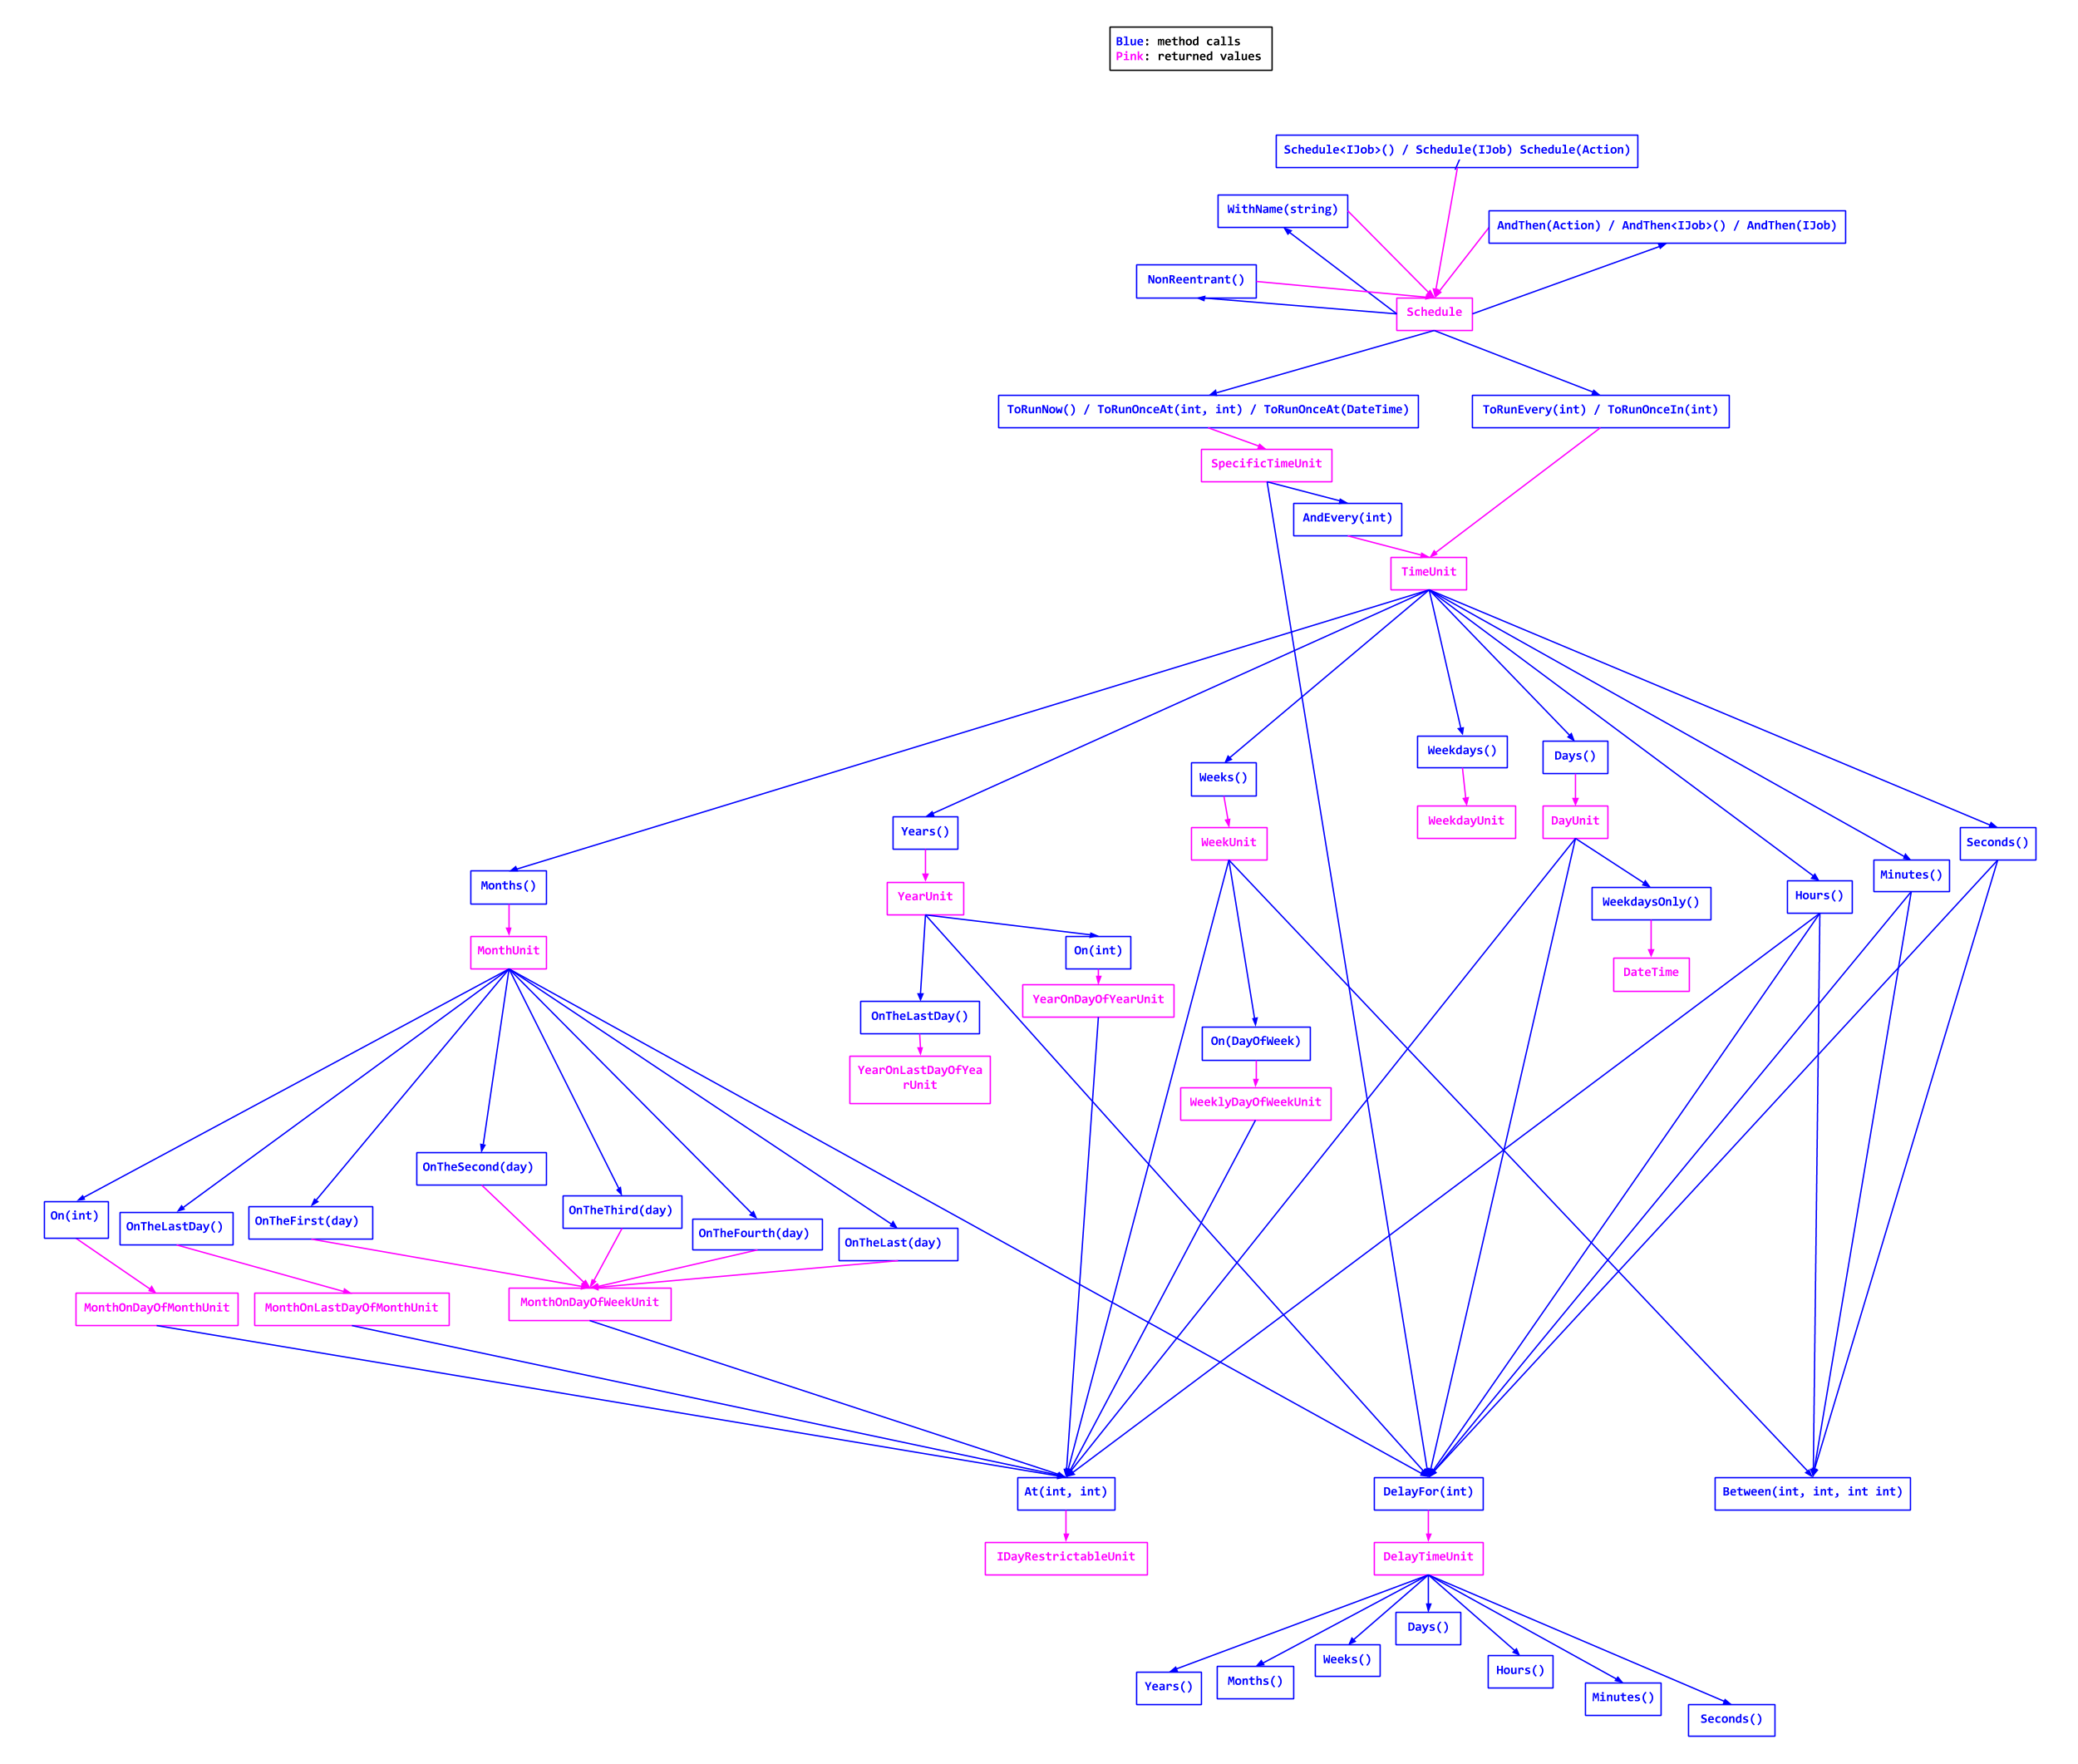 Blue: method calls
Pink: returned values
Schedule<IJob>() / Schedule(IJob) Schedule(Action)
/
WithName(string)
AndThen(Action) / AndThen<IJob>() / AndThen(IJob)
NonReentrant()
Schedule
ToRunNow() / ToRunOnceAt(int, int) / ToRunOnceAt(DateTime)
ToRunEvery(int) / ToRunOnceIn(int)
SpecificTimeUnit
AndEvery(int)
TimeUnit
Weekdays()
Days()
Weeks()
WeekdayUnit
DayUnit
Years()
WeekUnit
Seconds()
Months()
Minutes()
YearUnit
Hours()
WeekdaysOnly()
MonthUnit
On(int)
DateTime
YearOnDayOfYearUnit
OnTheLastDay()
On(DayOfWeek)
YearOnLastDayOfYea
rUnit
WeeklyDayOfWeekUnit
OnTheSecond(day)
On(int)
OnTheLastDay()
OnTheFirst(day)
OnTheThird(day)
OnTheFourth(day)
OnTheLast(day)
MonthOnDayOfMonthUnit
MonthOnLastDayOfMonthUnit
MonthOnDayOfWeekUnit
At(int, int)
DelayFor(int)
Between(int, int, int int)
IDayRestrictableUnit
DelayTimeUnit
Days()
Weeks()
Hours()
Months()
Years()
Minutes()
Seconds()